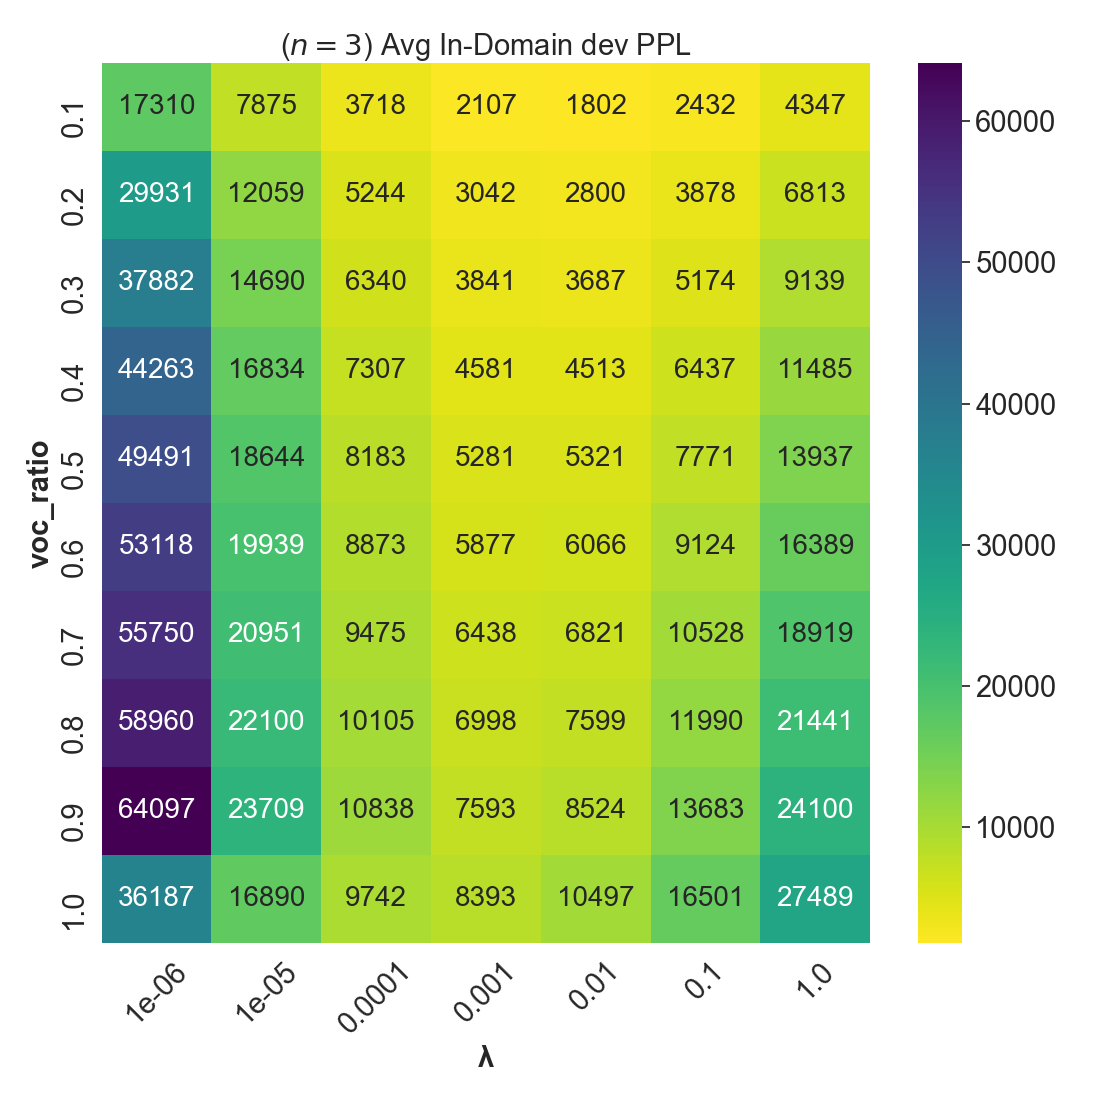 (n = 3) Avg In-Domain dev PPL
voc_ratio
0.1 17310 7875 3718 2107 1802 2432 4347
0.2 29931 12059 5244 3042 2800 3878 6813
0.3 37882 14690 6340 3841 3687 5174 9139
0.4 44263 16834 7307 4581 4513 6437 11485
0.5 49491 18644 8183 5281 5321 7771 13937
0.6 53118 19939 8873 5877 6066 9124 16389
0.7 55750 20951 9475 6438 6821 10528 18919
0.8 58960 22100 10105 6998 7599 11990 21441
0.9 64097 23709 10838 7593 8524 13683 24100
1.0 36187 16890 9742 8393 10497 16501 27489
1e-06 1e-05 0.0001 0.001 0.01 0.1 1.0
λ
60000
50000
40000
30000
20000
10000